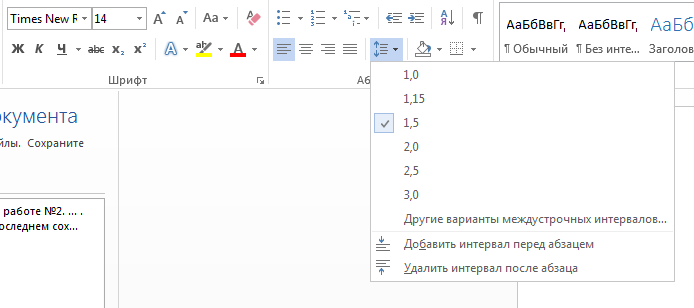 Times New R 14 Aa А
АаБбВвГг, АаБбВвГг, АаБбВ
Ж К Ч abc x₂ x² А ab А
¶ Обычный ¶ Без инте... Заголово
Шрифт Аб
1,0
1,15
1,5
2,0
2,5
3,0
Другие варианты междустрочных интервалов...
Добавить интервал перед абзацем
Удалить интервал после абзаца
окумента
йлы. Сохраните
работе №2. ... .
оследнем сох...